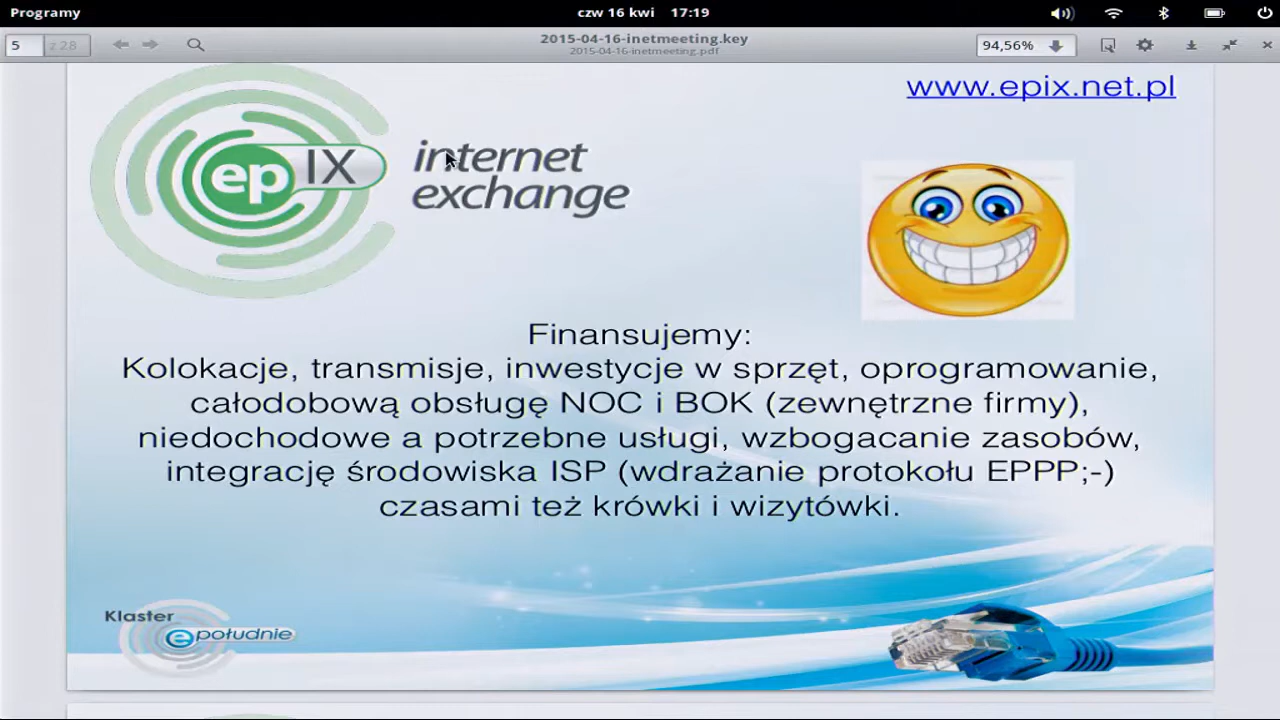 Programy
czw 16 kwi 17:19
5 z 28
2015-04-16-inetmeeting.key
2015-04-16-inetmeeting.pdf
94,56%
www.epix.net.pl
ep IX
internet
exchange
Finansujemy:
Kolokacje, transmisje, inwestycje w sprzęt, oprogramowanie,
całodobową obsługę NOC i BOK (zewnętrzne firmy),
niedochodowe a potrzebne usługi, wzbogacanie zasobów,
integrację środowiska ISP (wdrażanie protokołu EPPP;-)
czasami też krówki i wizytówki.
Klaster
e południe